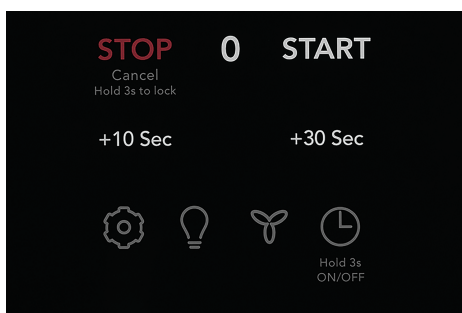 STOP 0 START
Cancel
Hold 3s to lock
+10 Sec +30 Sec
Hold 3s
ON/OFF